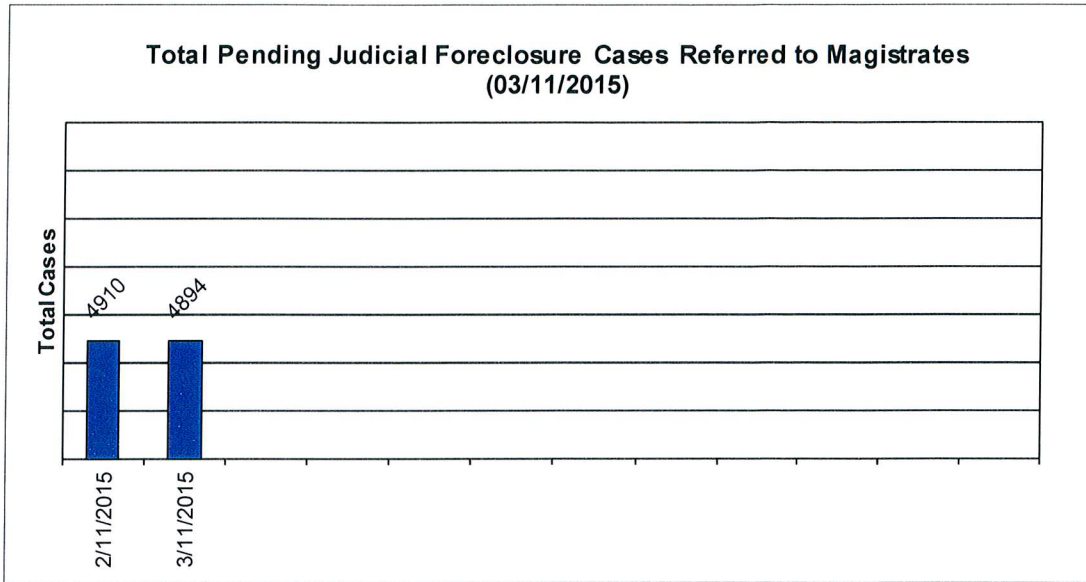 Total Pending Judicial Foreclosure Cases Referred to Magistrates
(03/11/2015)
Total Cases
4910
4894
2/11/2015
3/11/2015